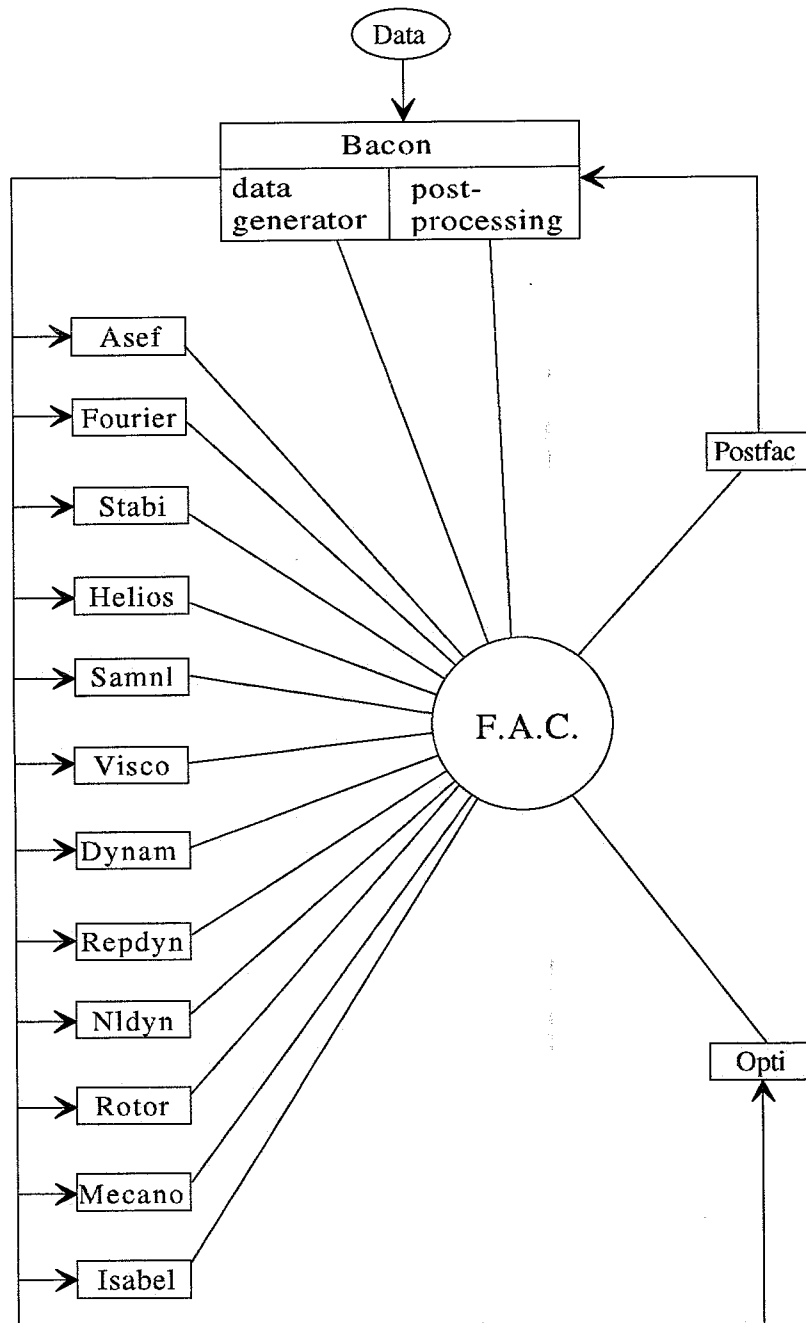 Data
Bacon
data
generator
post-
processing
Asef
Fourier
Postfac
Stabi
Helios
Samnl
F.A.C.
Visco
Dynam
Repdyn
Nldyn
Opti
Rotor
Mecano
Isabel